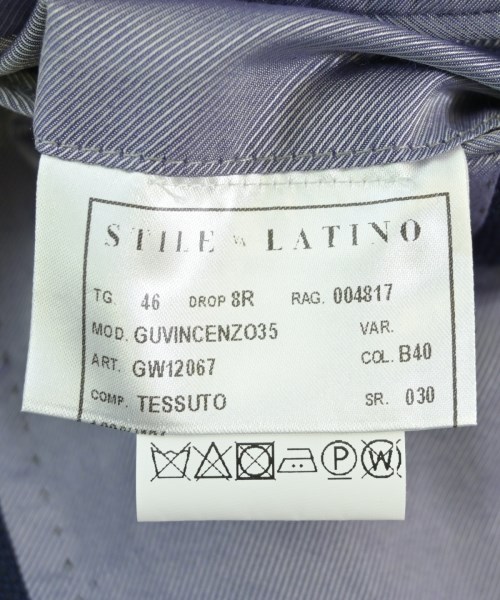 STILE LATINO
TG. 46 DROP 8R RAG. 004817
MOD. GUVINCENZO35 VAR.
ART. GW12067 COL. B40
COMP. TESSUTO SR. 030
P W